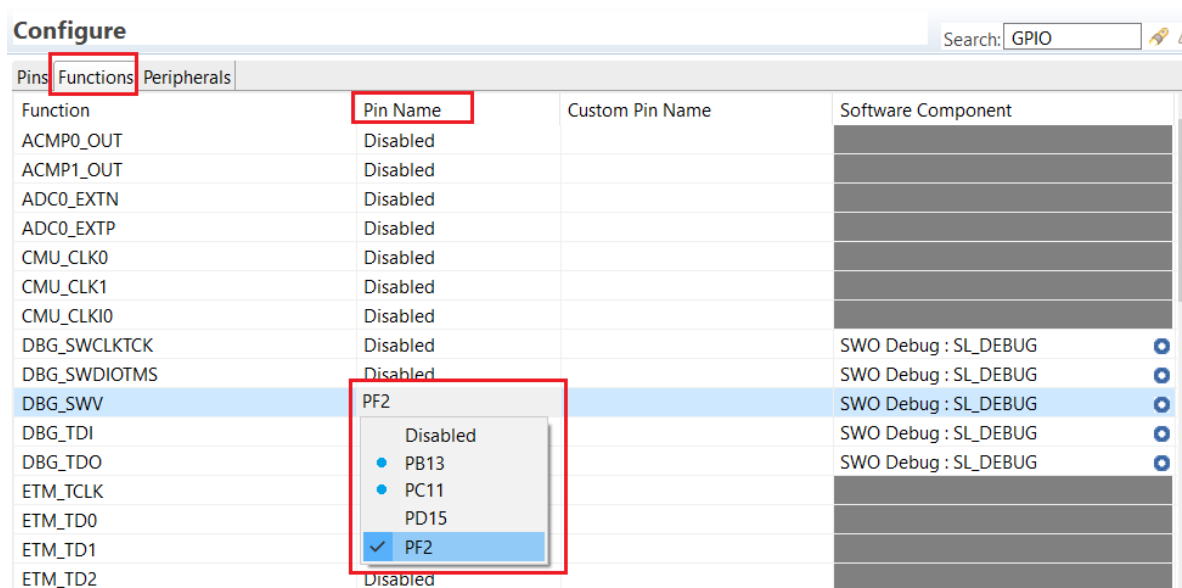 Configure
Search: GPIO
Pins Functions Peripherals
Function Pin Name Custom Pin Name Software Component
ACMP0_OUT Disabled
ACMP1_OUT Disabled
ADC0_EXTN Disabled
ADC0_EXTP Disabled
CMU_CLK0 Disabled
CMU_CLK1 Disabled
CMU_CLKI0 Disabled
DBG_SWCLKTCK Disabled SWO Debug : SL_DEBUG
DBG_SWDIOTMS Disabled SWO Debug : SL_DEBUG
DBG_SWV PF2 SWO Debug : SL_DEBUG
DBG_TDI Disabled SWO Debug : SL_DEBUG
DBG_TDO PB13 SWO Debug : SL_DEBUG
ETM_TCLK PC11
ETM_TD0 PD15
ETM_TD1 PF2
ETM_TD2 Disabled